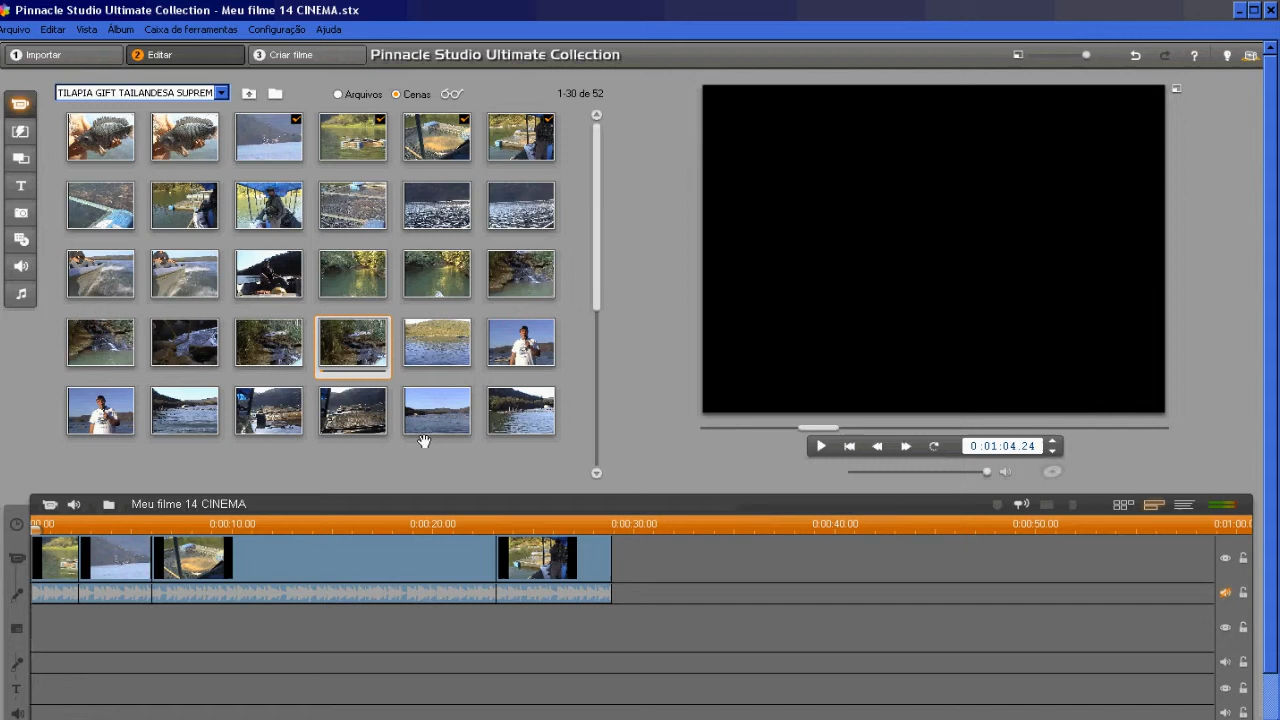 Pinnacle Studio Ultimate Collection - Meu filme 14 CINEMA.stx
Arquivo Editar Vista Álbum Caixa de ferramentas Configuração Ajuda
1 Importar 2 Editar 3 Criar filme Pinnacle Studio Ultimate Collection
TILAPIA GIFT TAILANDESA SUPREM Arquivos Cenas 1-30 de 52
0:01:04.24
Meu filme 14 CINEMA
00.00 0:00:10.00 0:00:20.00 0:00:30.00 0:00:40.00 0:00:50.00 0:01:00